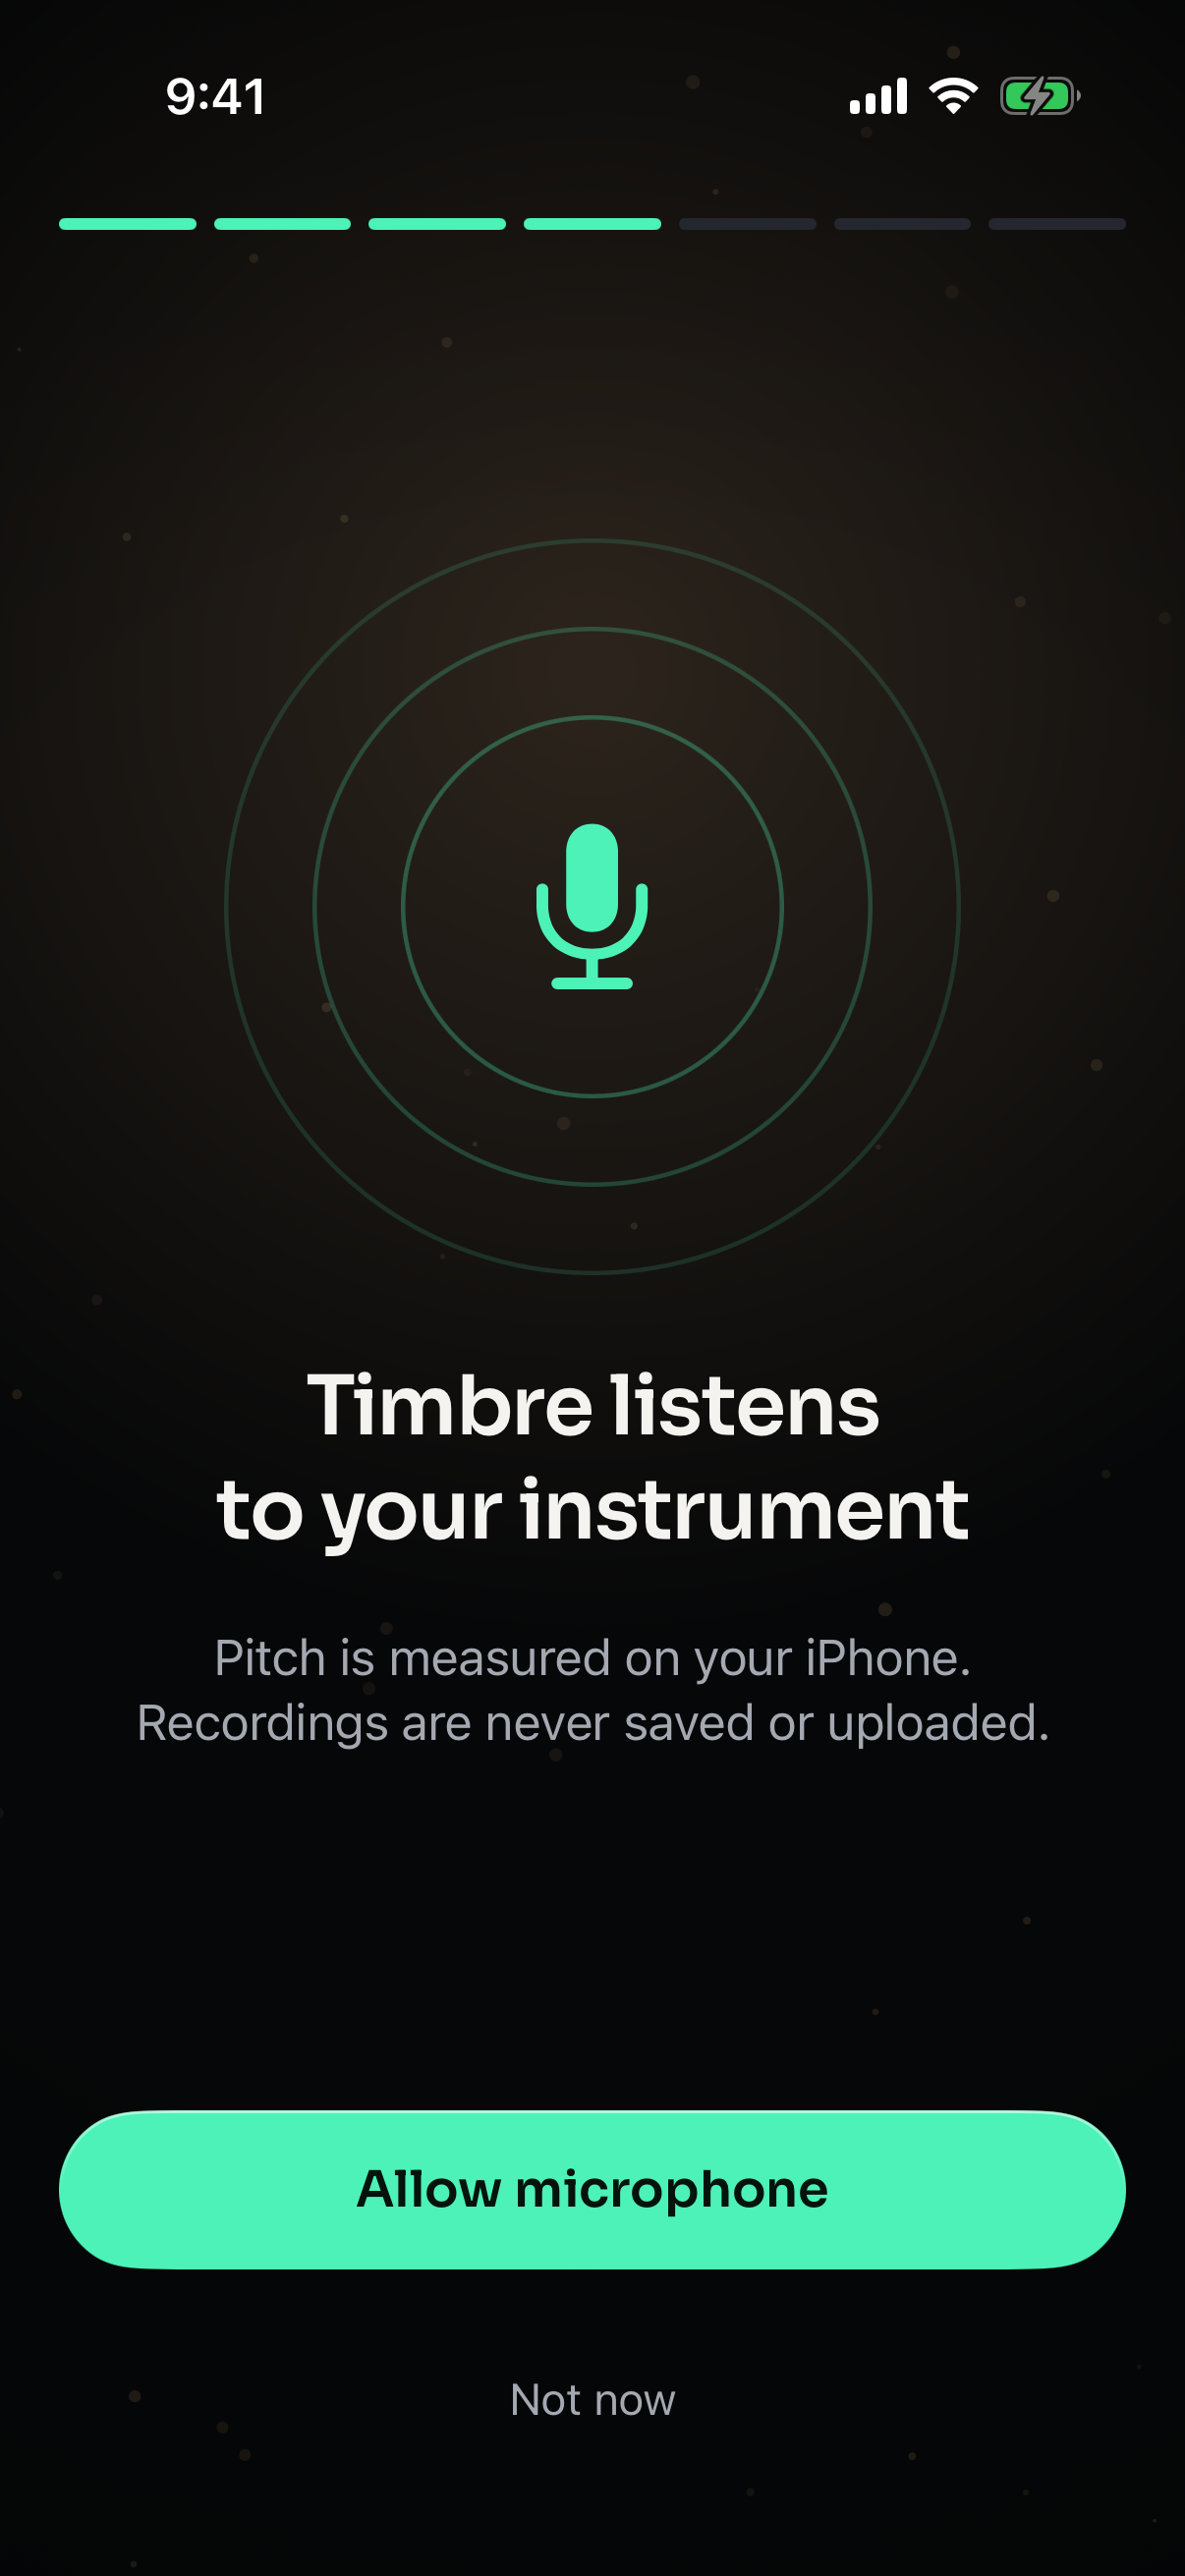 9:41
Timbre listens
to your instrument
Pitch is measured on your iPhone.
Recordings are never saved or uploaded.
Allow microphone
Not now